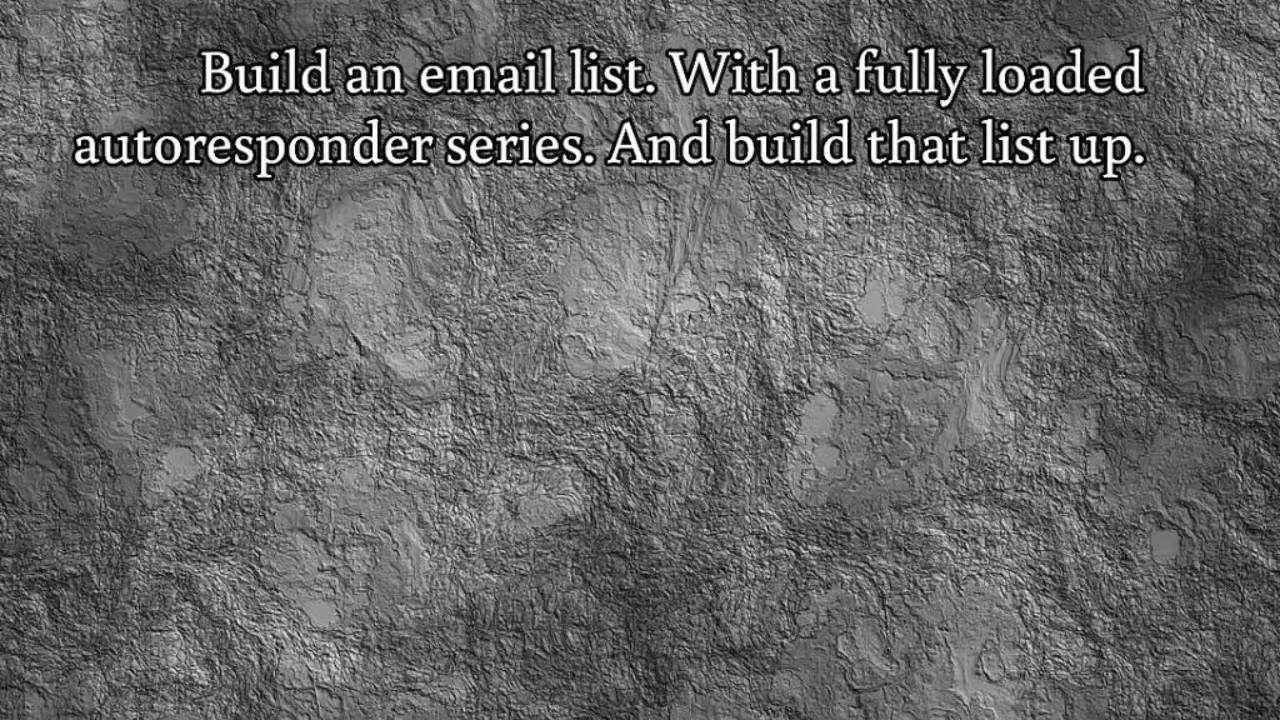 Build an email list. With a fully loaded
autoresponder series. And build that list up.